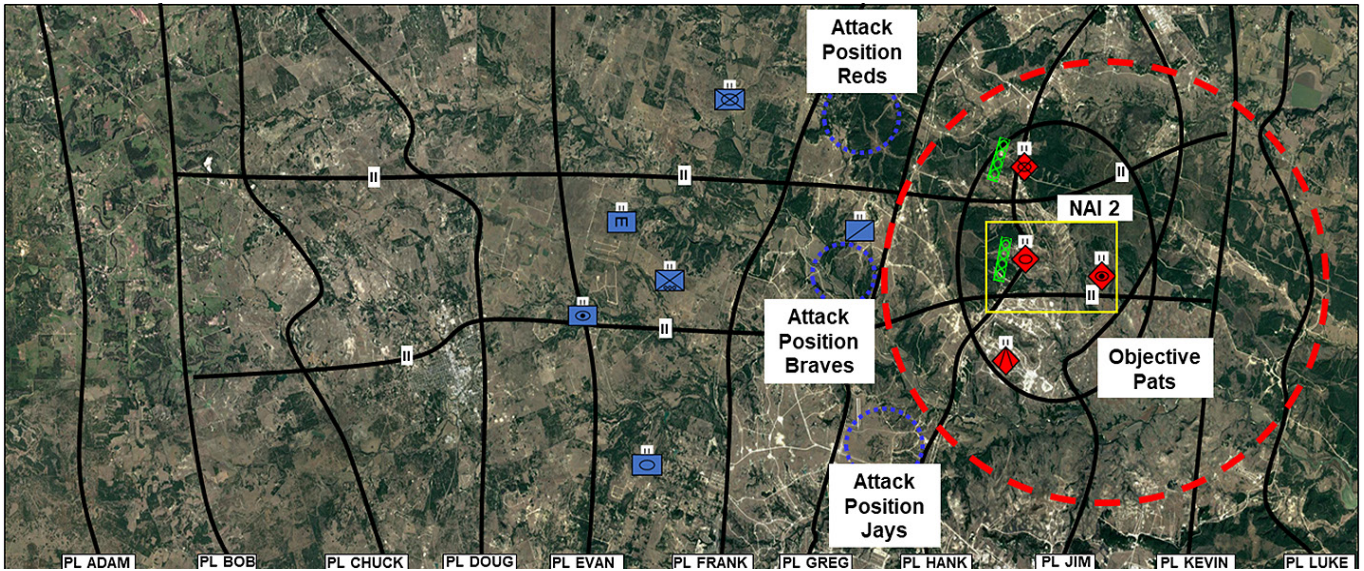 Attack
Position
Reds
II
II
II
NAI 2
Attack
Position
Braves
II
II
II
Objective
Pats
Attack
Position
Jays
PL ADAM
PL BOB
PL CHUCK
PL DOUG
PL EVAN
PL FRANK
PL GREG
PL HANK
PL JIM
PL KEVIN
PL LUKE